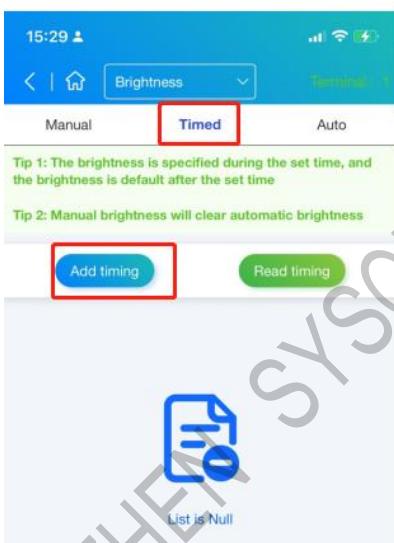 15:29
Brightness
Terminal: 1
Manual Timed Auto
Tip 1: The brightness is specified during the set time, and
the brightness is default after the set time
Tip 2: Manual brightness will clear automatic brightness
Add timing Read timing
List is Null